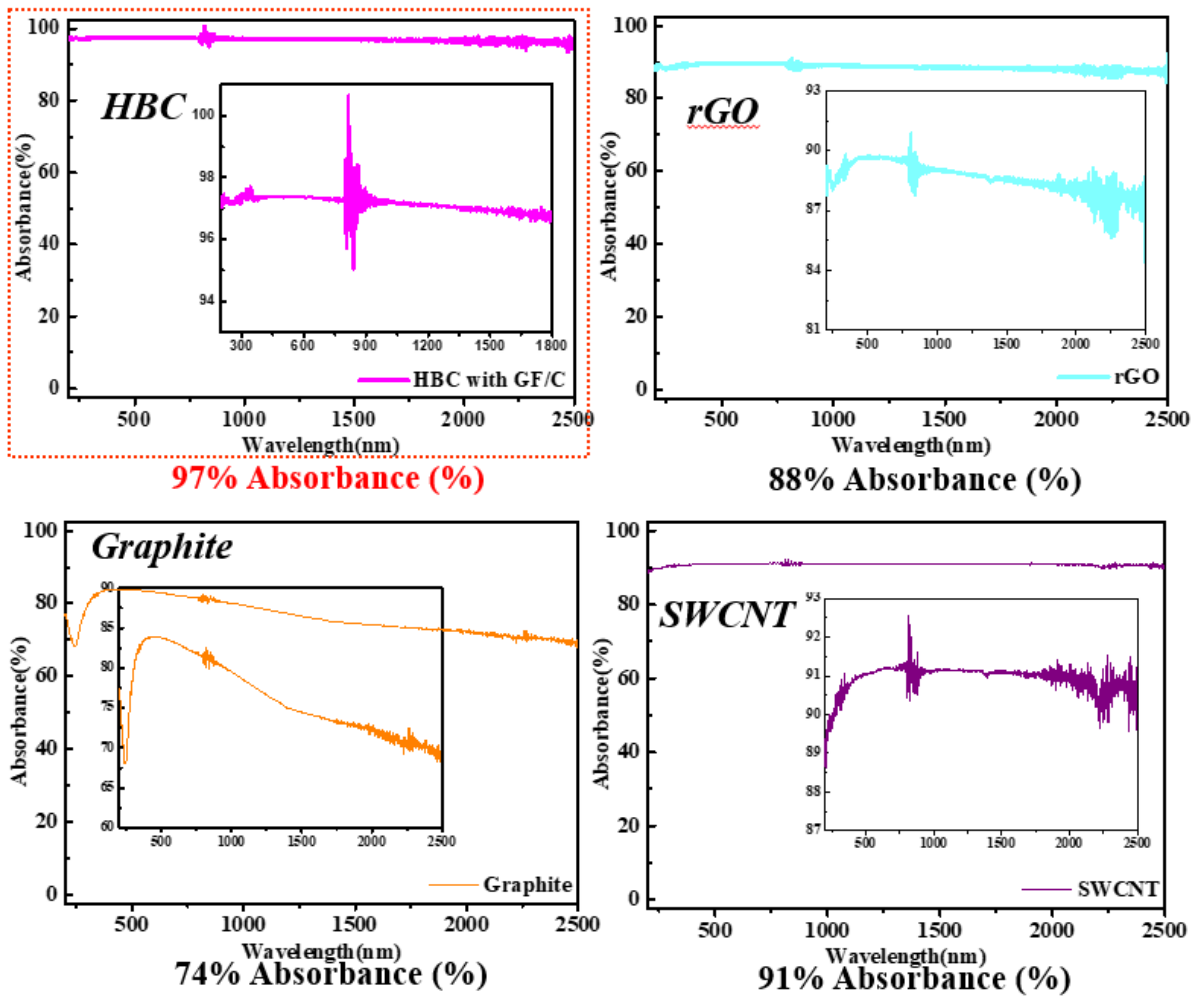 100
80
60
40
20
0
Absorbance(%)
HBC
100
98
96
94
300 600 900 1200 1500 1800
HBC with GF/C
500 1000 1500 2000 2500
Wavelength(nm)
97% Absorbance (%)
100
80
60
40
20
0
Absorbance(%)
rGO
93
90
87
84
81
500 1000 1500 2000 2500
rGO
500 1000 1500 2000 2500
Wavelength(nm)
88% Absorbance (%)
100
80
60
40
20
0
Absorbance(%)
Graphite
90
85
80
75
70
65
60
500 1000 1500 2000 2500
Graphite
500 1000 1500 2000 2500
Wavelength(nm)
74% Absorbance (%)
100
80
60
40
20
0
Absorbance(%)
SWCNT
93
92
91
90
89
88
87
500 1000 1500 2000 2500
SWCNT
500 1000 1500 2000 2500
Wavelength(nm)
91% Absorbance (%)